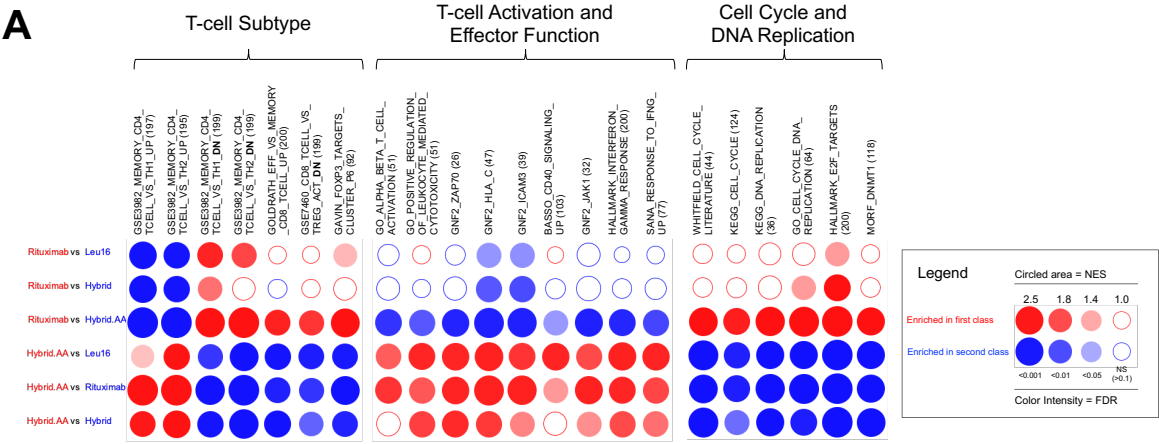 A
T-cell Subtype
T-cell Activation and
Effector Function
Cell Cycle and
DNA Replication
GSE3982_MEMORY_CD4_
TCELL_VS_TH1_UP (197)
GSE3982_MEMORY_CD4_
TCELL_VS_TH2_UP (195)
GSE3982_MEMORY_CD4_
TCELL_VS_TH1_DN (199)
GSE3982_MEMORY_CD4_
TCELL_VS_TH2_DN (199)
GOLDRATH_EFF_VS_MEMORY
_CD8_TCELL_UP (200)
GSE7460_CD8_TCELL_VS_
TREG_ACT_DN (199)
GAVIN_FOXP3_TARGETS_
CLUSTER_P6 (92)
GO_ALPHA_BETA_T_CELL_
ACTIVATION (51)
GO_POSITIVE_REGULATION_
OF_LEUKOCYTE_MEDIATED_
CYTOTOXICITY (51)
GNF2_ZAP70 (26)
GNF2_HLA_C (47)
GNF2_ICAM3 (39)
BASSO_CD40_SIGNALING_
UP (103)
GNF2_JAK1 (32)
HALLMARK_INTERFERON_
GAMMA_RESPONSE (200)
SANA_RESPONSE_TO_IFNG_
UP (77)
WHITFIELD_CELL_CYCLE_
LITERATURE (44)
KEGG_CELL_CYCLE (124)
KEGG_DNA_REPLICATION
(36)
GO_CELL_CYCLE_DNA_
REPLICATION (64)
HALLMARK_E2F_TARGETS
(200)
MORF_DNMT1 (118)
Rituximab vs Leu16
Rituximab vs Hybrid
Rituximab vs Hybrid.AA
Hybrid.AA vs Leu16
Hybrid.AA vs Rituximab
Hybrid.AA vs Hybrid
Legend
Circled area = NES
2.5 1.8 1.4 1.0
Enriched in first class
Enriched in second class
<0.001 <0.01 <0.05 NS
(>0.1)
Color Intensity = FDR